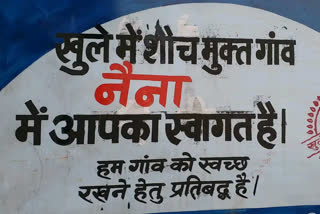 खुले में शौच मुक्त गांव
नैना
में आपका स्वागत है।
हम गांव को स्वच्छ
रखने हेतु प्रतिबद्ध है।